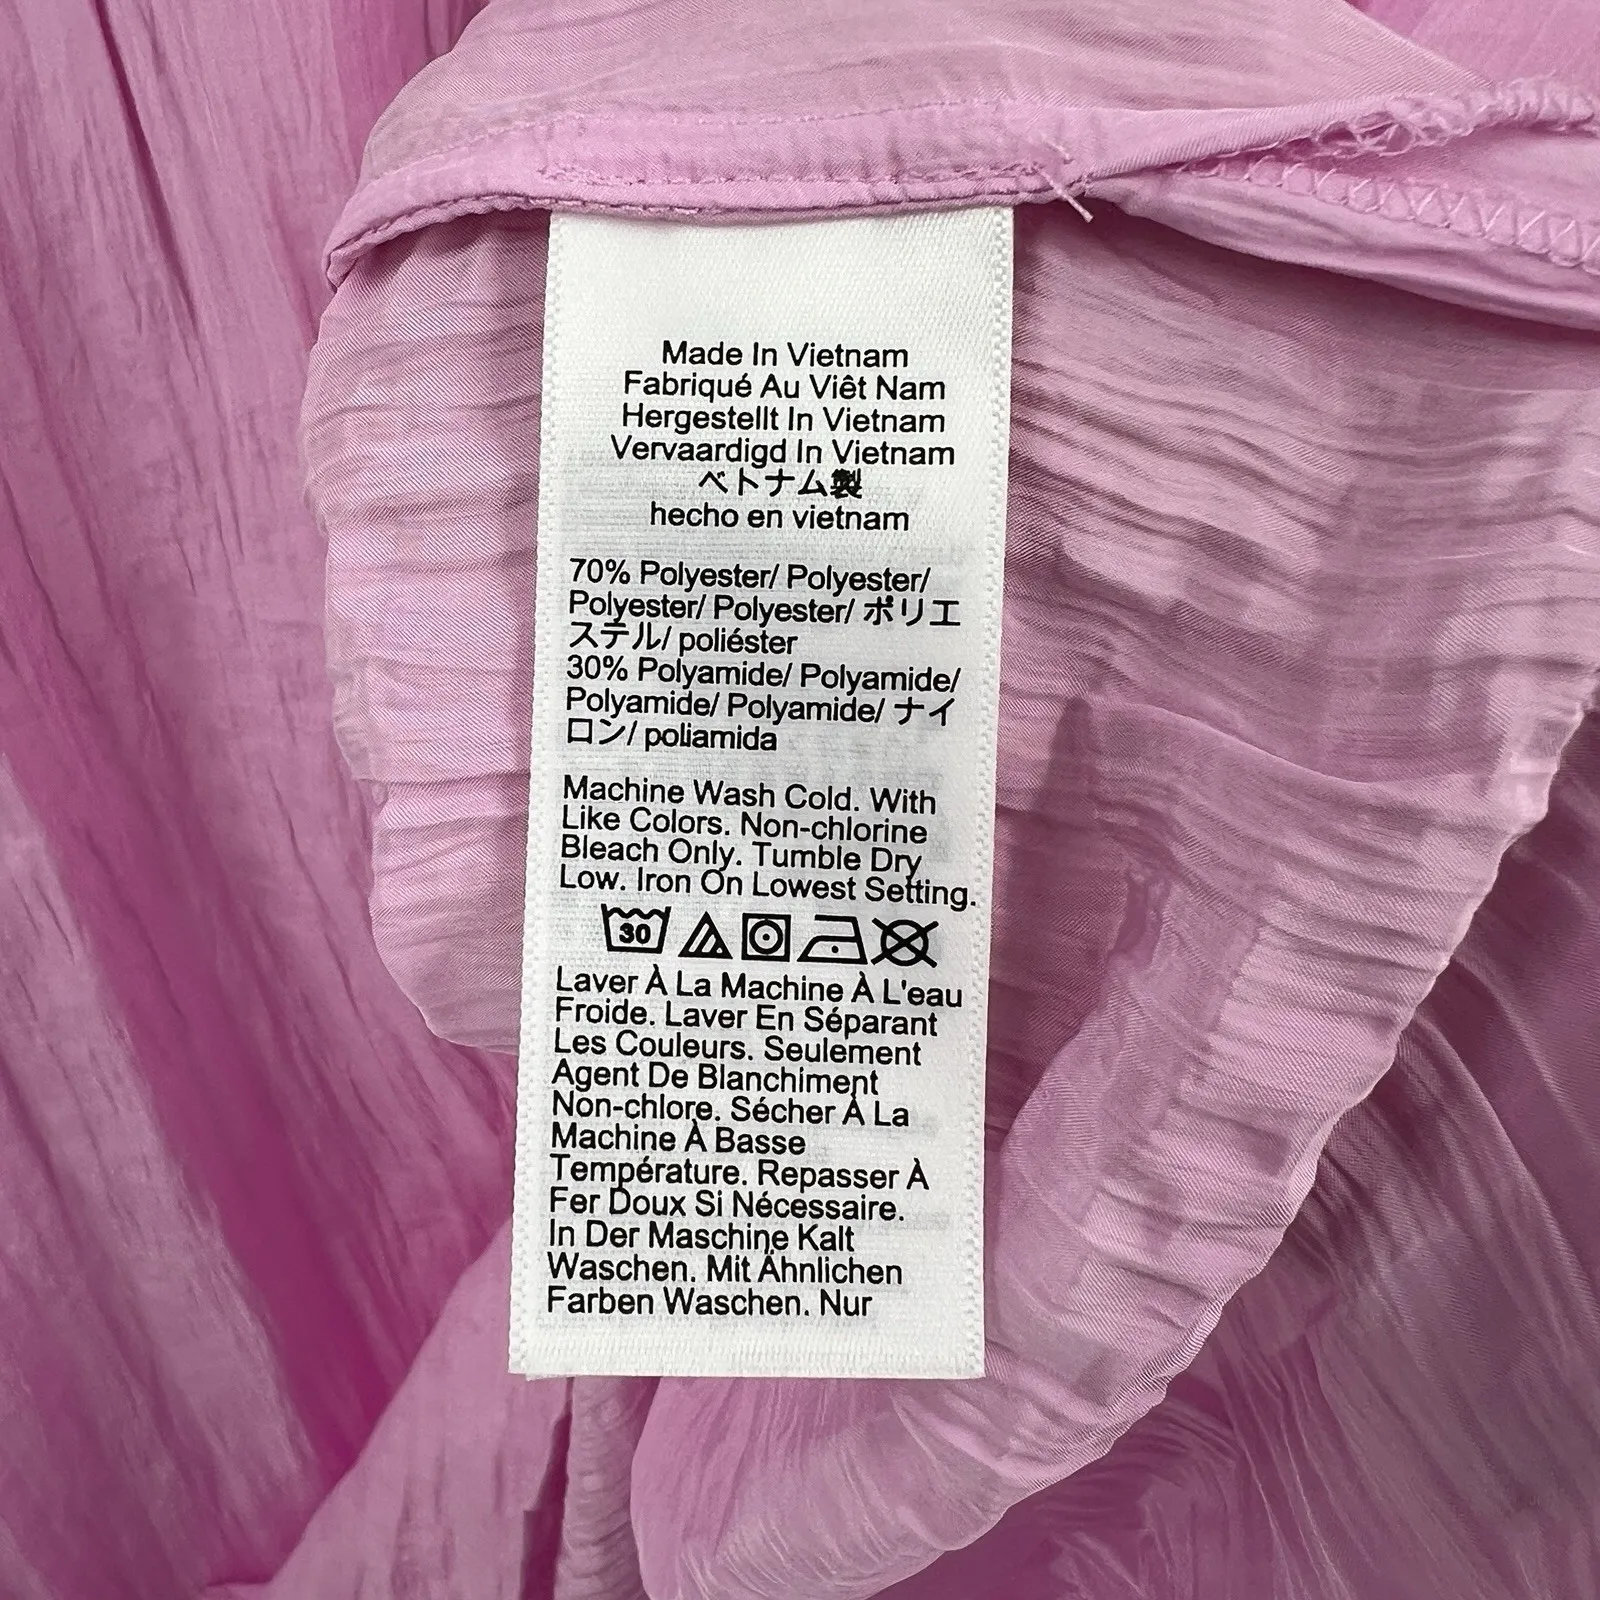 Made In Vietnam
Fabriqué Au Viêt Nam
Hergestellt In Vietnam
Vervaardigd In Vietnam
ベトナム製
hecho en vietnam
70% Polyester/ Polyester/
Polyester/ Polyester/ ポリエ
ステル/ poliéster
30% Polyamide/ Polyamide/
Polyamide/ Polyamide/ ナイ
ロン/ poliamida
Machine Wash Cold. With
Like Colors. Non-chlorine
Bleach Only. Tumble Dry
Low. Iron On Lowest Setting.
30
Laver À La Machine À L'eau
Froide. Laver En Séparant
Les Couleurs. Seulement
Agent De Blanchiment
Non-chlore. Sécher À La
Machine À Basse
Température. Repasser À
Fer Doux Si Nécessaire.
In Der Maschine Kalt
Waschen. Mit Ähnlichen
Farben Waschen. Nur